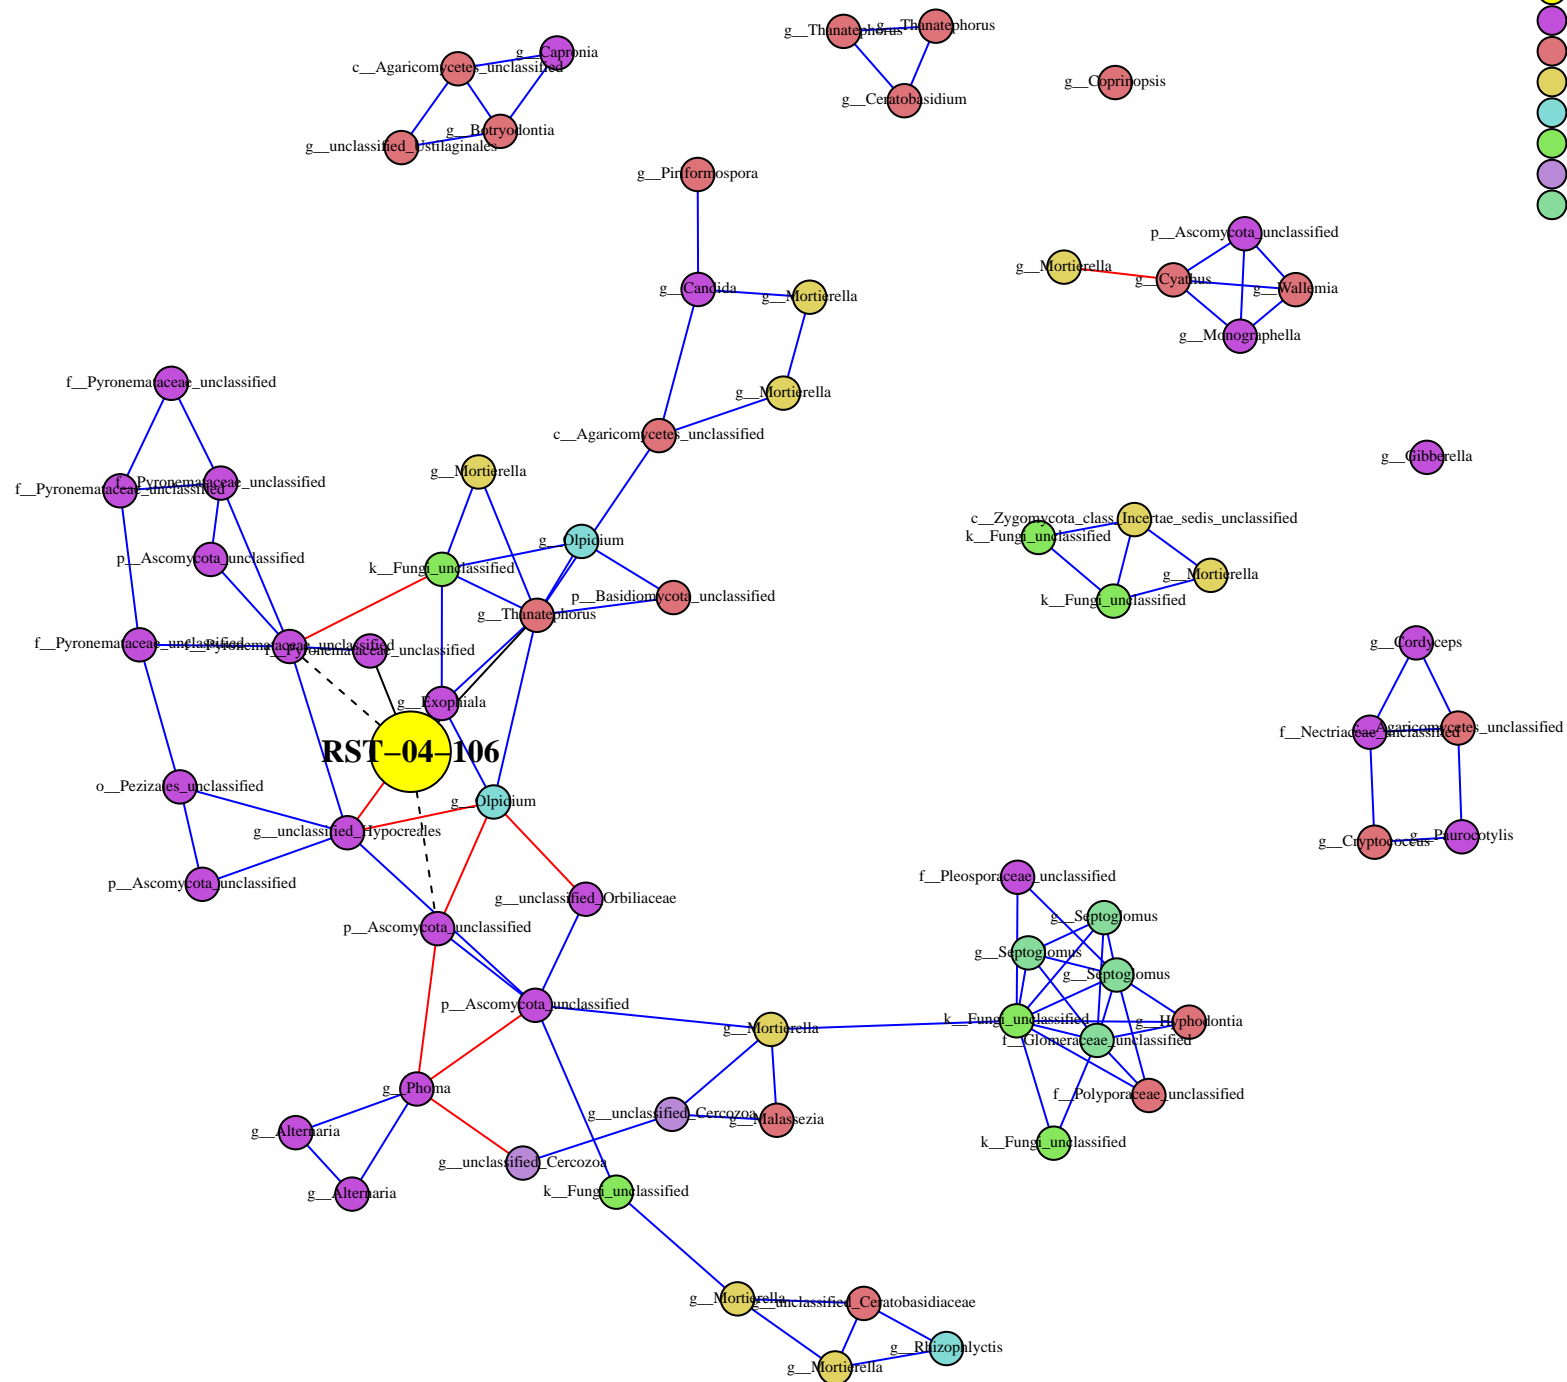 g__Thanatephorus
g__Thanatephorus
g__Capronia
c__Agaricomycetes_unclassified
g__Coprinopsis
g__Ceratobasidium
g__Botryodontia
g__unclassified_Ustilaginales
g__Piriformospora
p__Ascomycota_unclassified
g__Mortierella
g__Cyathus
g__Wallemia
g__Candida
g__Mortierella
g__Monographella
f__Pyronemataceae_unclassified
g__Mortierella
c__Agaricomycetes_unclassified
g__Gibberella
g__Mortierella
f__Pyronemataceae_unclassified
f__Pyronemataceae_unclassified
c__Zygomycota_class_Incertae_sedis_unclassified
k__Fungi_unclassified
g__Olpidium
p__Ascomycota_unclassified
k__Fungi_unclassified
g__Mortierella
p__Basidiomycota_unclassified
k__Fungi_unclassified
g__Thanatephorus
f__Pyronemataceae_unclassified
f__Pyronemataceae_unclassified
f__Pyronemataceae_unclassified
g__Cordyceps
g__Exophiala
f__Nectriaceae_unclassified
Agaricomycetes_unclassified
RST–04–106
o__Pezizales_unclassified
g__Olpidium
g__unclassified_Hypocreales
g__Cryptococcus
g__Paurocotylis
f__Pleosporaceae_unclassified
p__Ascomycota_unclassified
g__unclassified_Orbiliaceae
g__Septoglomus
p__Ascomycota_unclassified
g__Septoglomus
g__Septoglomus
p__Ascomycota_unclassified
g__Mortierella
k__Fungi_unclassified
g__Hyphodontia
f__Glomeraceae_unclassified
g__Phoma
f__Polyporaceae_unclassified
g__unclassified_Cercozoa
g__Malassezia
g__Alternaria
k__Fungi_unclassified
g__unclassified_Cercozoa
g__Alternaria
k__Fungi_unclassified
g__Mortierella
g__unclassified_Ceratobasidiaceae
g__Rhizophlyctis
g__Mortierella